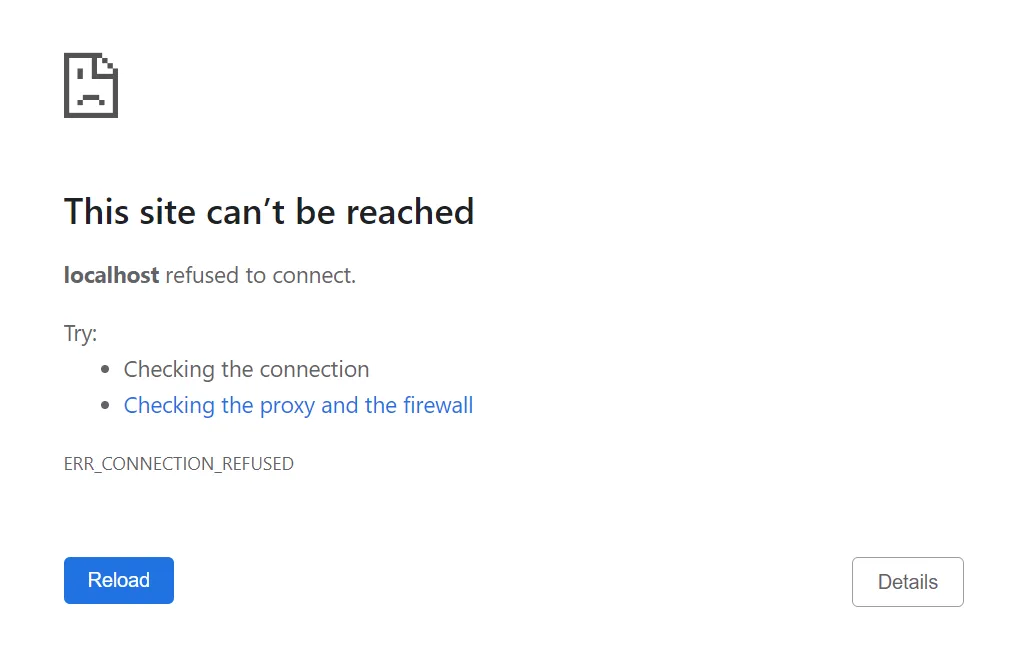 This site can’t be reached
localhost refused to connect.
Try:
• Checking the connection
• Checking the proxy and the firewall
ERR_CONNECTION_REFUSED
Reload
Details